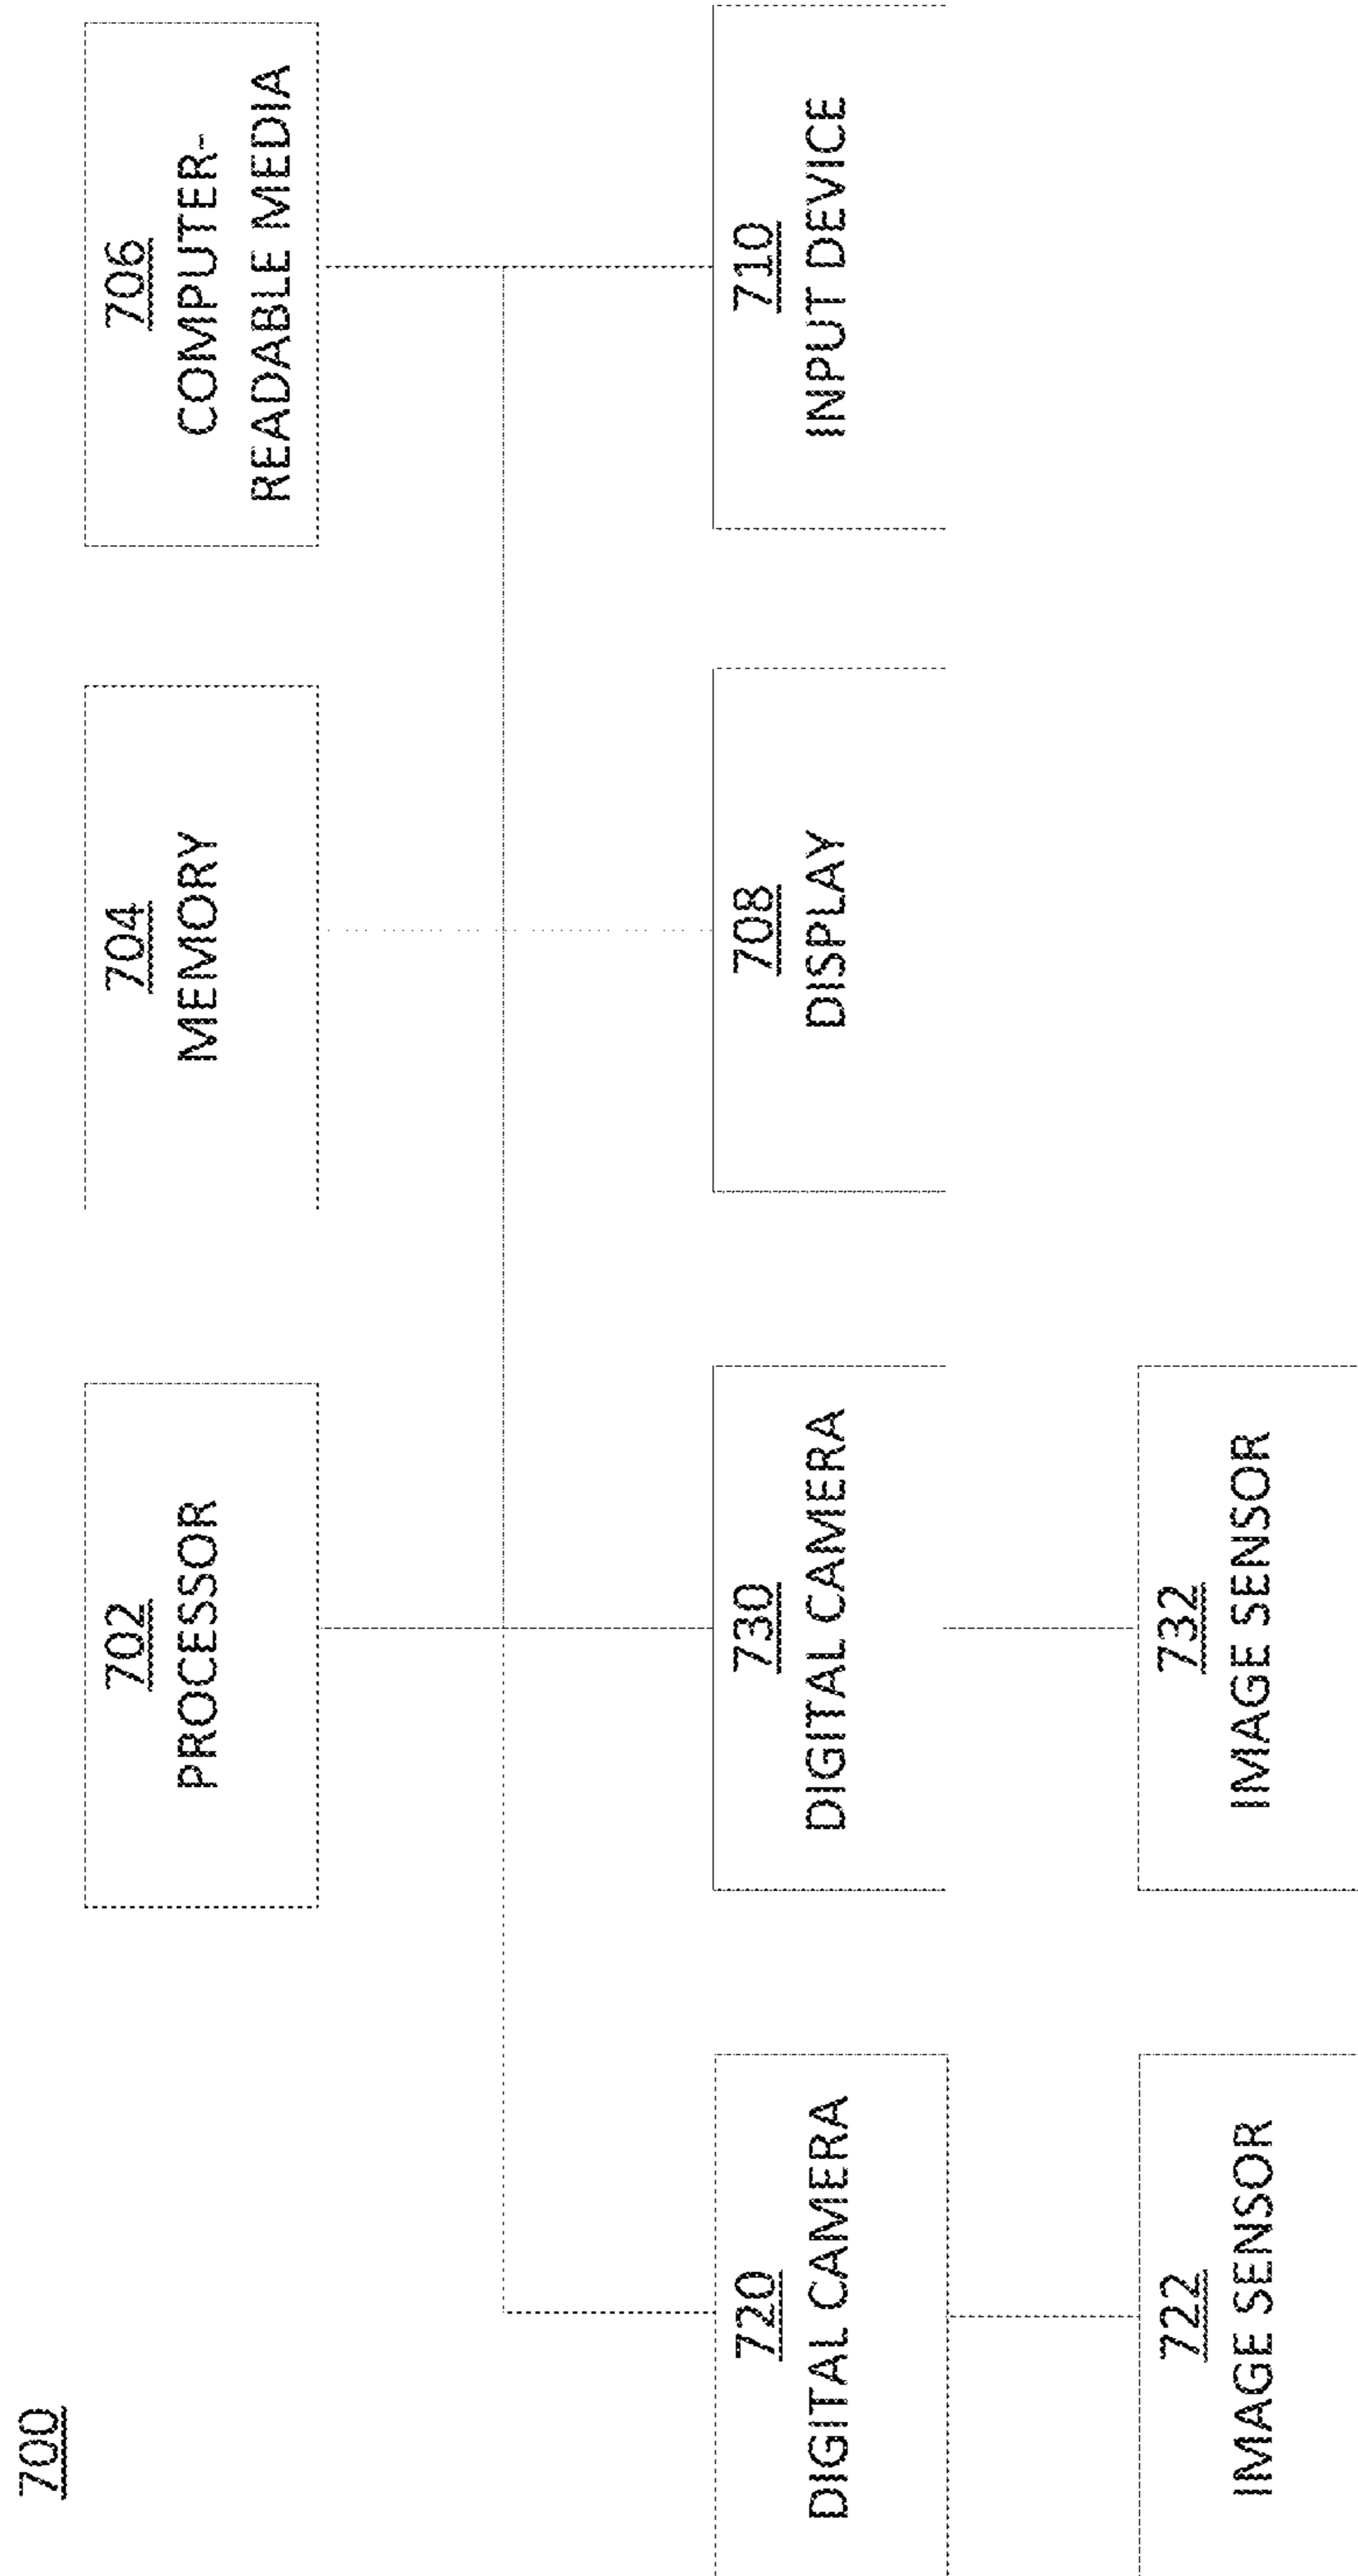 700
702
PROCESSOR
704
MEMORY
706
COMPUTER-
READABLE MEDIA
720
DIGITAL CAMERA
730
DIGITAL CAMERA
708
DISPLAY
710
INPUT DEVICE
722
IMAGE SENSOR
732
IMAGE SENSOR